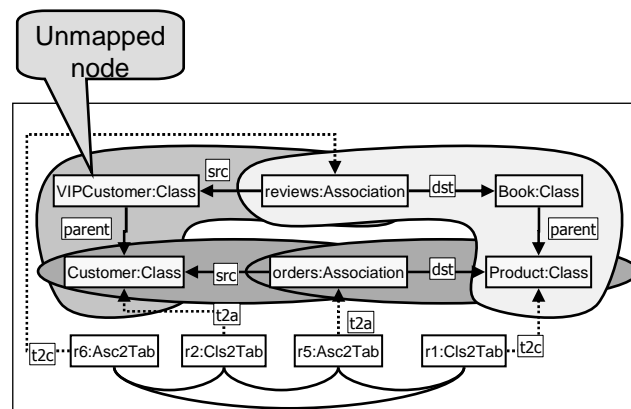 Unmapped
node
src
VIPCustomer:Class
reviews:Association
dst
Book:Class
parent
parent
Customer:Class
src
orders:Association
dst
Product:Class
t2a
t2a
t2c
r6:Asc2Tab
r2:Cls2Tab
r5:Asc2Tab
r1:Cls2Tab
t2c